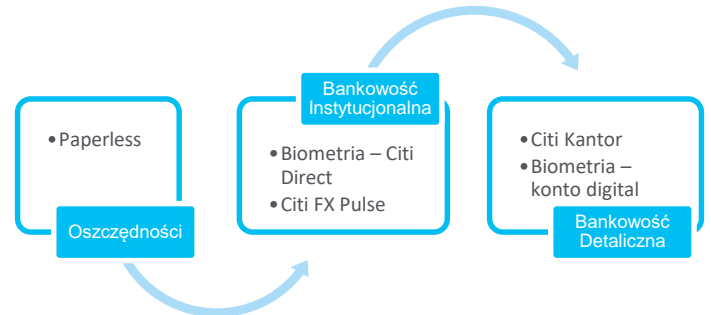 •Paperless
Oszczędności
Bankowość
Instytucjonalna
•Biometria – Citi
Direct
•Citi FX Pulse
•Citi Kantor
•Biometria –
konto digital
Bankowość
Detaliczna